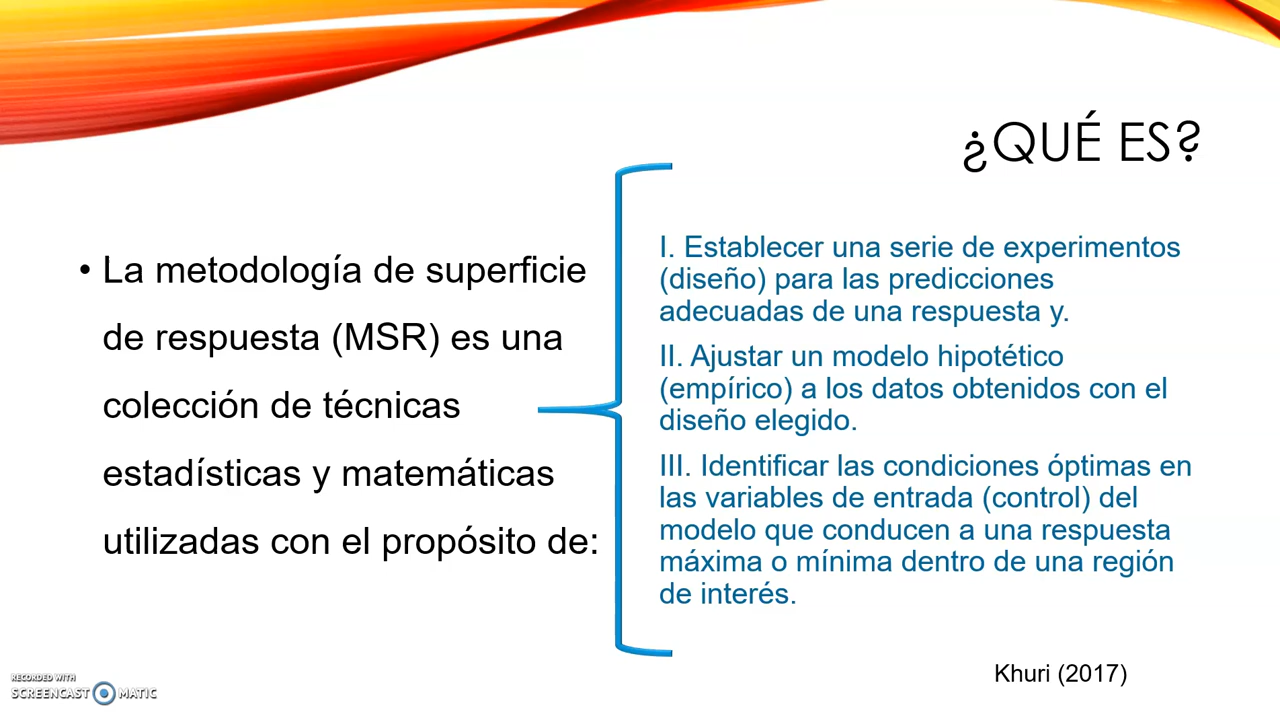 ¿QUÉ ES?
• La metodología de superficie
de respuesta (MSR) es una
colección de técnicas
estadísticas y matemáticas
utilizadas con el propósito de:
I. Establecer una serie de experimentos
(diseño) para las predicciones
adecuadas de una respuesta y.
II. Ajustar un modelo hipotético
(empírico) a los datos obtenidos con el
diseño elegido.
III. Identificar las condiciones óptimas en
las variables de entrada (control) del
modelo que conducen a una respuesta
máxima o mínima dentro de una región
de interés.
Khuri (2017)
RECORDED WITH
SCREENCAST MATIC